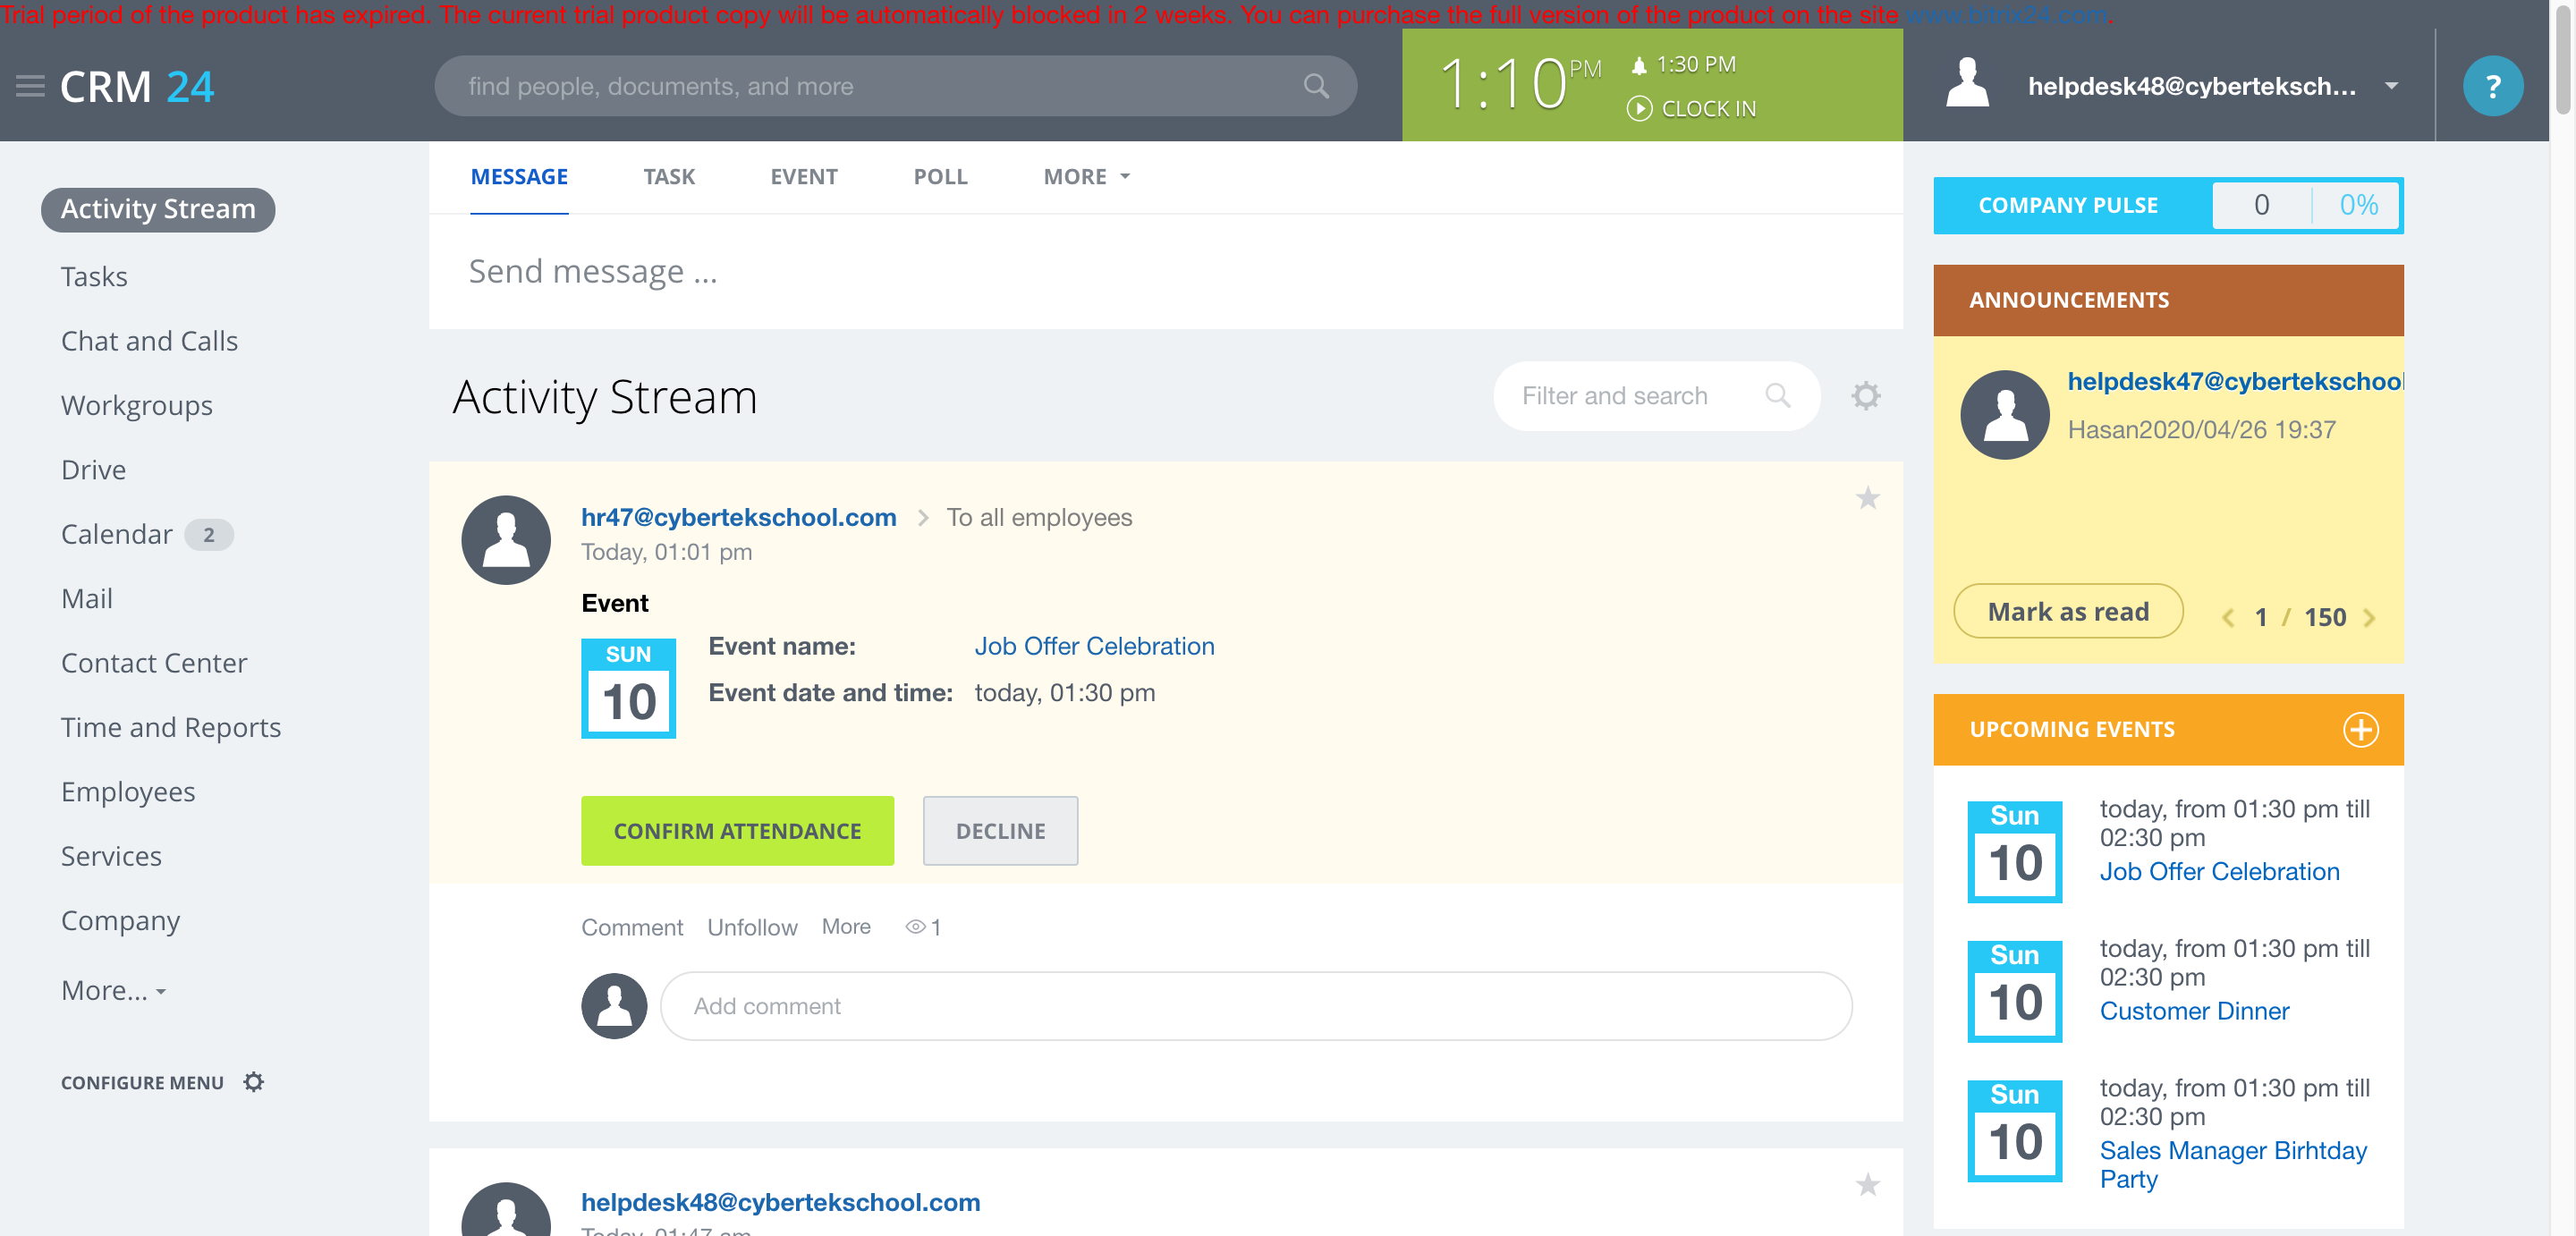 Trial period of the product has expired. The current trial product copy will be automatically blocked in 2 weeks. You can purchase the full version of the product on the site www.bitrix24.com.
CRM 24
find people, documents, and more
1:10 PM
1:30 PM
CLOCK IN
helpdesk48@cyberteksch...
?
Activity Stream
Tasks
Chat and Calls
Workgroups
Drive
Calendar 2
Mail
Contact Center
Time and Reports
Employees
Services
Company
More...
CONFIGURE MENU
MESSAGE TASK EVENT POLL MORE
Send message ...
Activity Stream
Filter and search
hr47@cybertekschool.com To all employees
Today, 01:01 pm
Event
SUN
10
Event name: Job Offer Celebration
Event date and time: today, 01:30 pm
CONFIRM ATTENDANCE DECLINE
Comment Unfollow More 1
Add comment
helpdesk48@cybertekschool.com
Today, 01:47 am
COMPANY PULSE 0 0%
ANNOUNCEMENTS
helpdesk47@cybertekschool
Hasan2020/04/26 19:37
Mark as read
1 / 150
UPCOMING EVENTS
Sun
10
today, from 01:30 pm till
02:30 pm
Job Offer Celebration
Sun
10
today, from 01:30 pm till
02:30 pm
Customer Dinner
Sun
10
today, from 01:30 pm till
02:30 pm
Sales Manager Birhtday
Party